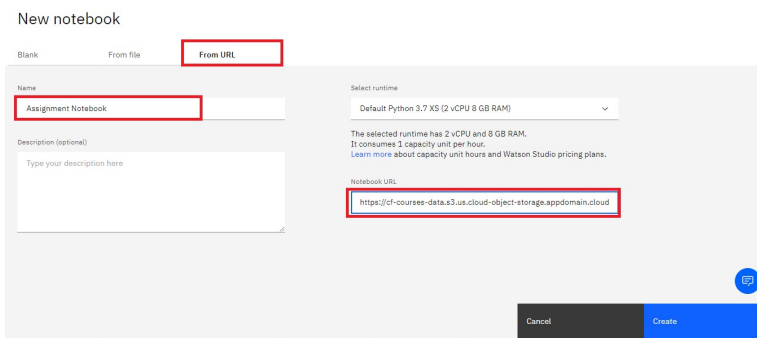 New notebook
Blank
From file
From URL
Name
Assignment Notebook
Description (optional)
Type your description here
Select runtime
Default Python 3.7 XS (2 vCPU 8 GB RAM)
The selected runtime has 2 vCPU and 8 GB RAM.
It consumes 1 capacity unit per hour.
Learn more about capacity unit hours and Watson Studio pricing plans.
Notebook URL
https://cf-courses-data.s3.us.cloud-object-storage.appdomain.cloud
Cancel
Create